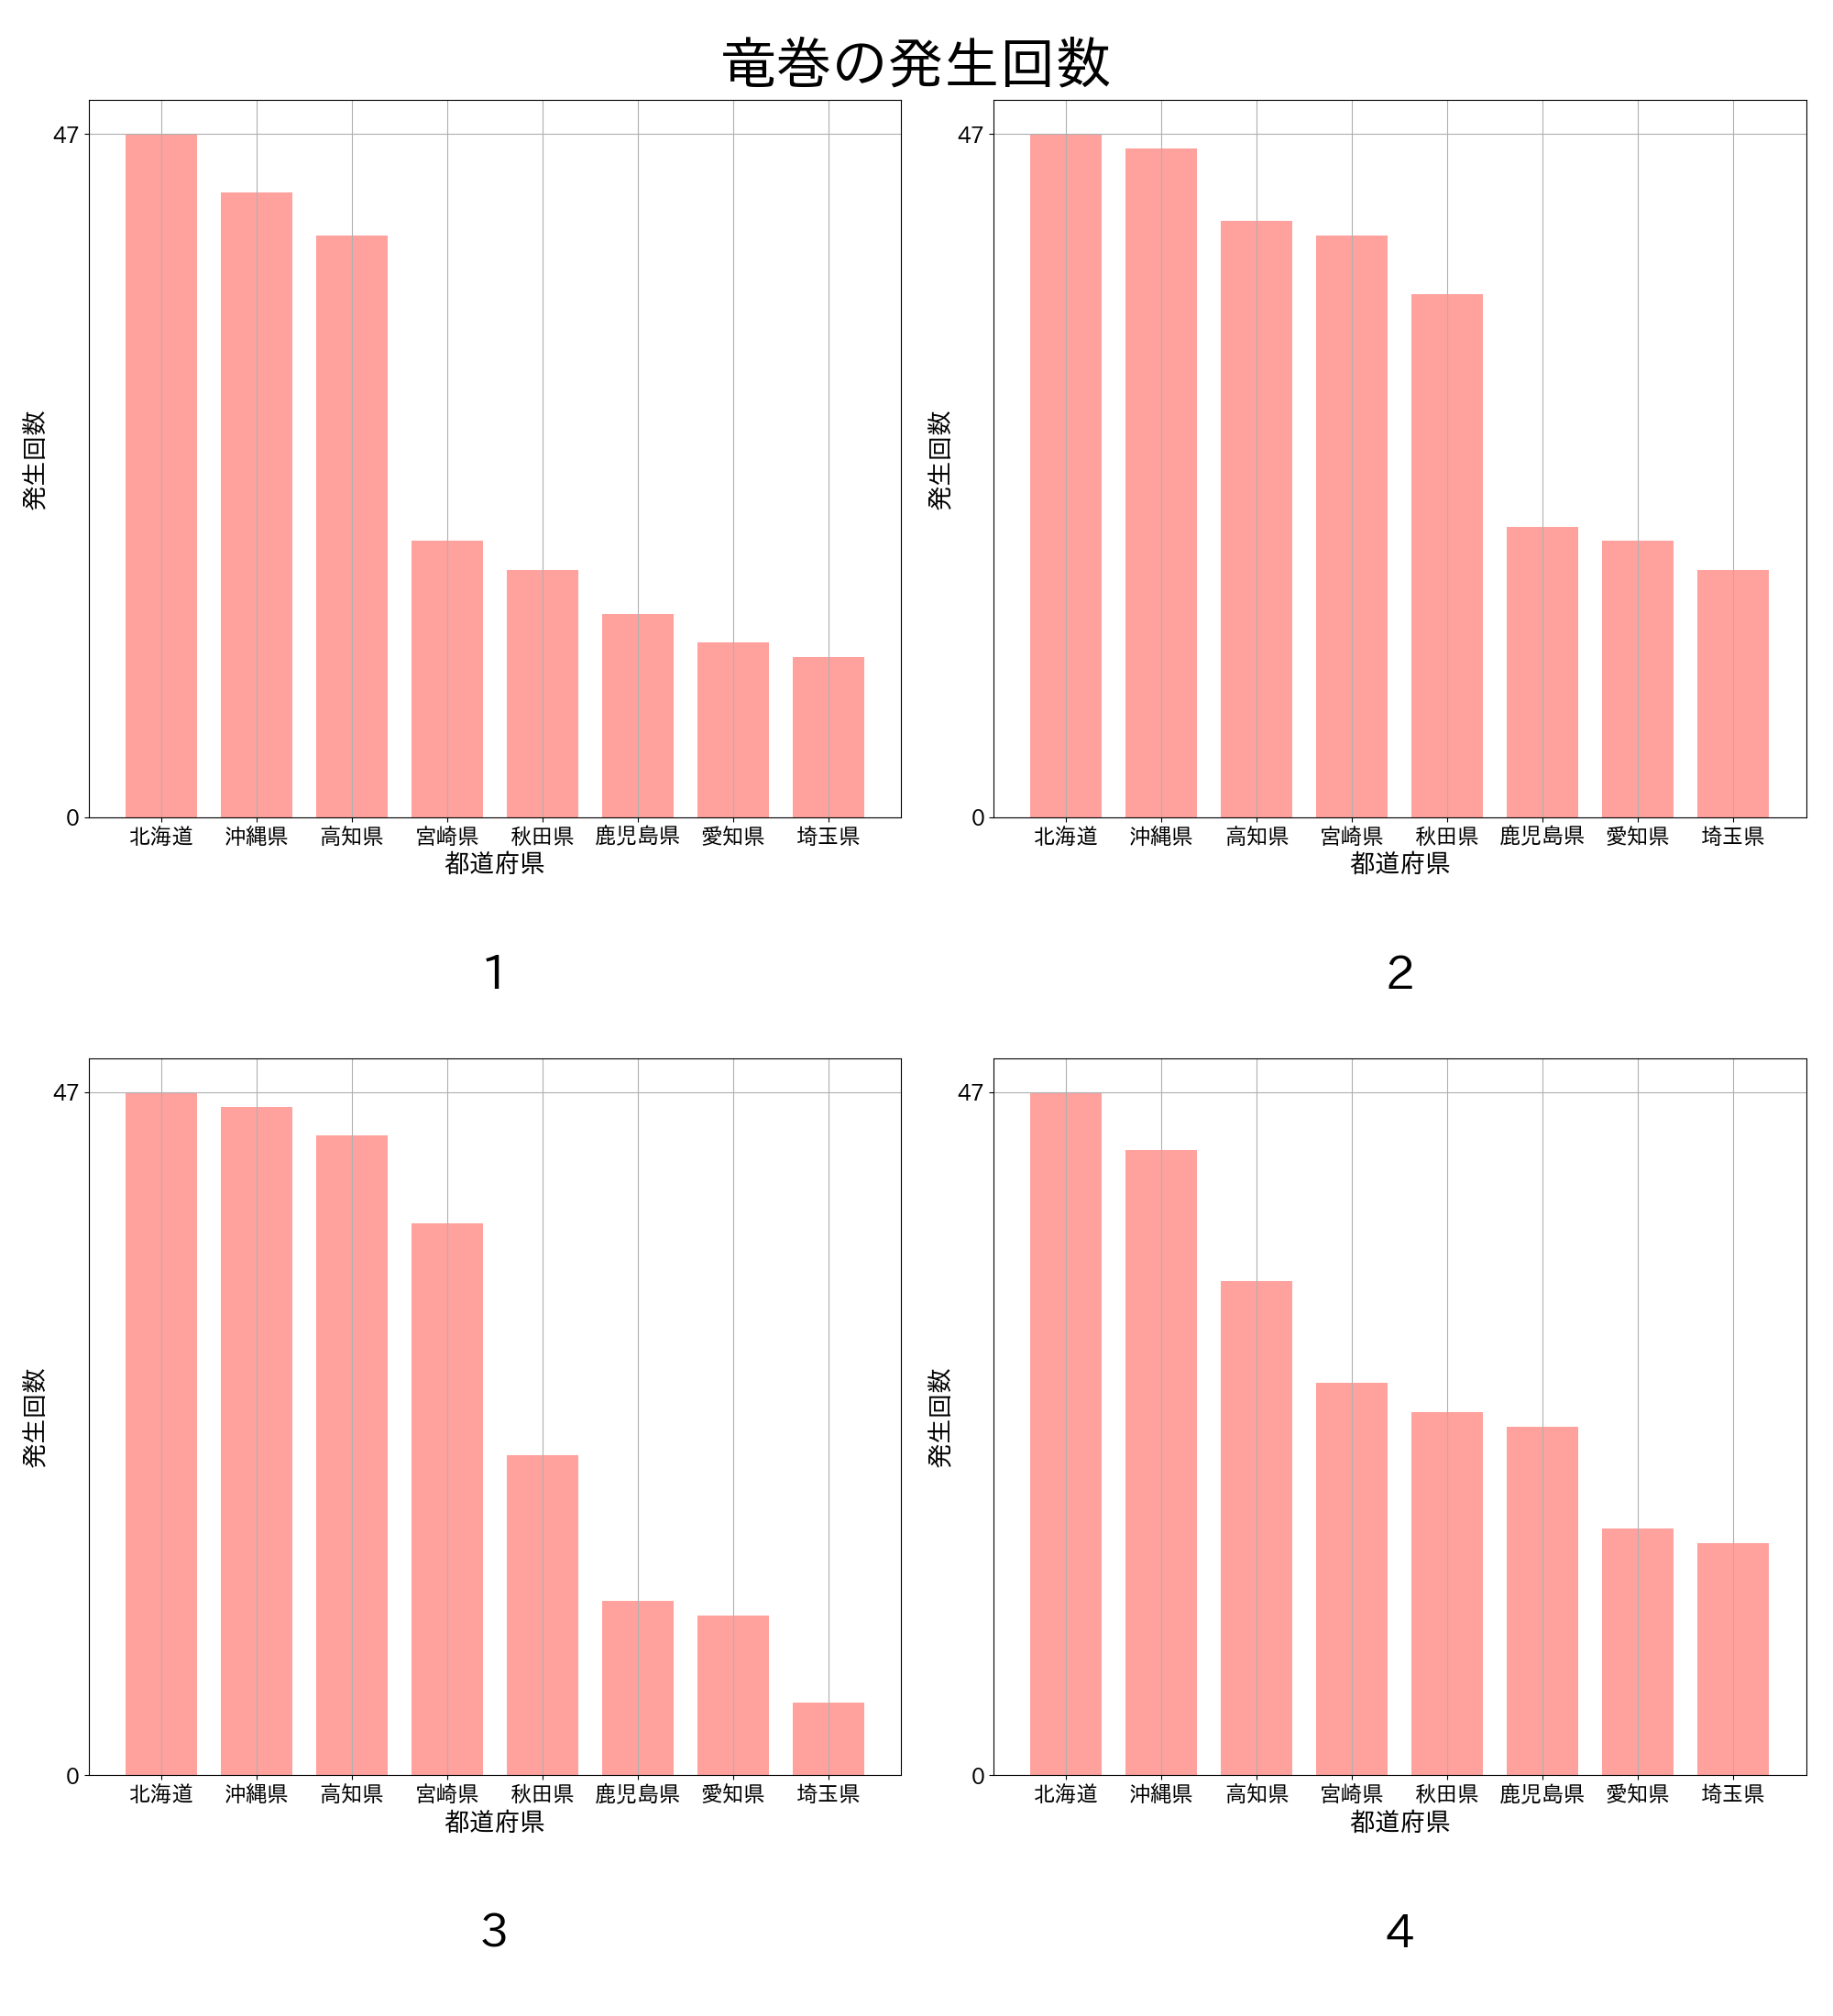 竜巻の発生回数
47
0
発生回数
北海道 沖縄県 高知県 宮崎県 秋田県 鹿児島県 愛知県 埼玉県
都道府県
1
47
0
発生回数
北海道 沖縄県 高知県 宮崎県 秋田県 鹿児島県 愛知県 埼玉県
都道府県
2
47
0
発生回数
北海道 沖縄県 高知県 宮崎県 秋田県 鹿児島県 愛知県 埼玉県
都道府県
3
47
0
発生回数
北海道 沖縄県 高知県 宮崎県 秋田県 鹿児島県 愛知県 埼玉県
都道府県
4